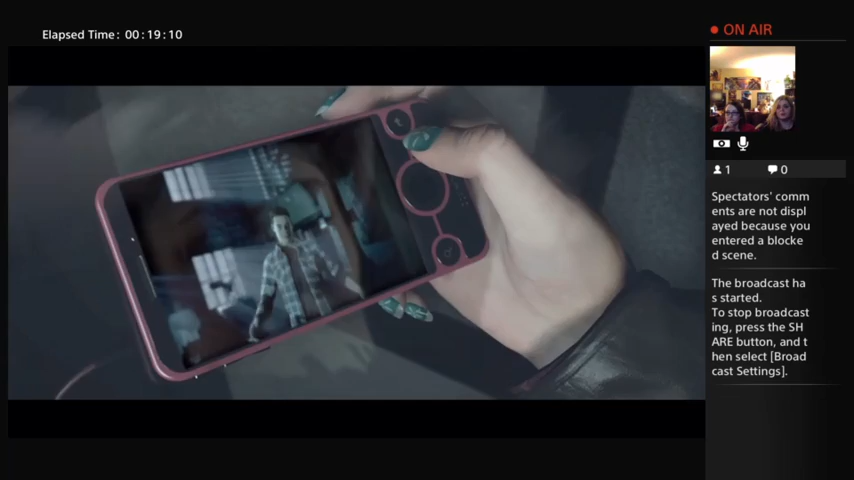 Elapsed Time: 00:19:10
ON AIR
1
0
Spectators' comm
ents are not displ
ayed because you
entered a blocke
d scene.
The broadcast ha
s started.
To stop broadcast
ing, press the SH
ARE button, and t
hen select [Broad
cast Settings].